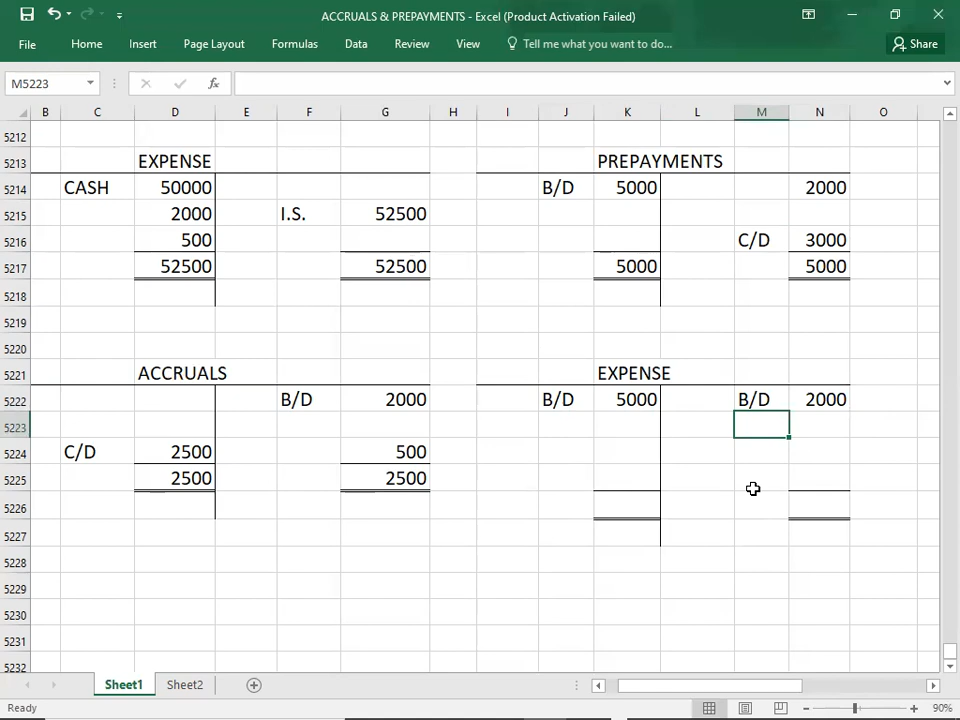 ACCRUALS & PREPAYMENTS - Excel (Product Activation Failed)
File Home Insert Page Layout Formulas Data Review View Tell me what you want to do... Share
M5223 fx
B C D E F G H I J K L M N O
5212
5213 EXPENSE PREPAYMENTS
5214 CASH 50000 B/D 5000 2000
5215 2000 I.S. 52500
5216 500 C/D 3000
5217 52500 52500 5000 5000
5218
5219
5220
5221 ACCRUALS EXPENSE
5222 B/D 2000 B/D 5000 B/D 2000
5223
5224 C/D 2500 500
5225 2500 2500
5226
5227
5228
5229
5230
5231
5232
Sheet1 Sheet2
Ready 90%